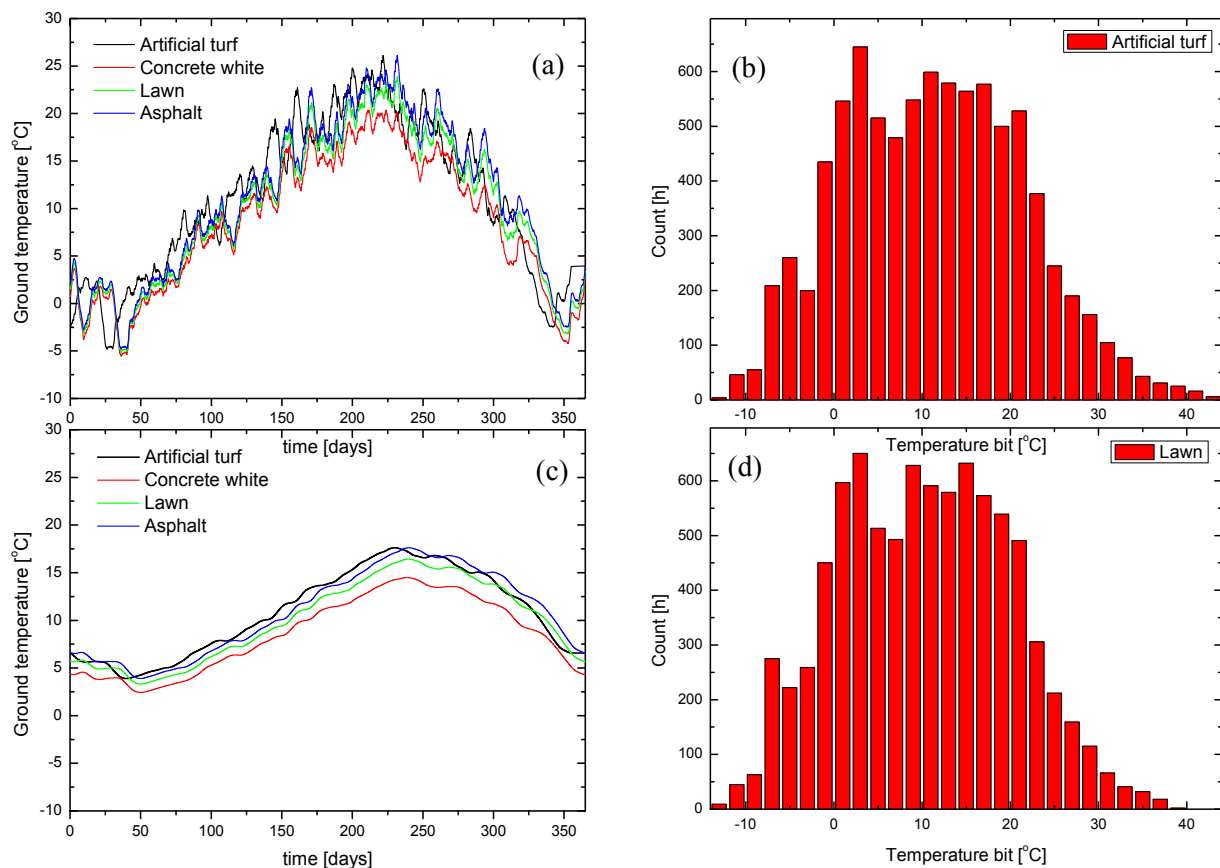 30
25
20
15
10
5
0
-5
-10
Ground temperature [°C]
Artificial turf
Concrete white
Lawn
Asphalt
(a)
0 50 100 150 200 250 300 350
time [days]
600
500
400
300
200
100
0
Count [h]
(b)
Artificial turf
-10 0 10 20 30 40
Temperature bit [°C]
30
25
20
15
10
5
0
-5
-10
Ground temperature [°C]
Artificial turf
Concrete white
Lawn
Asphalt
(c)
0 50 100 150 200 250 300 350
time [days]
600
500
400
300
200
100
0
Count [h]
(d)
Lawn
-10 0 10 20 30 40
Temperature bit [°C]